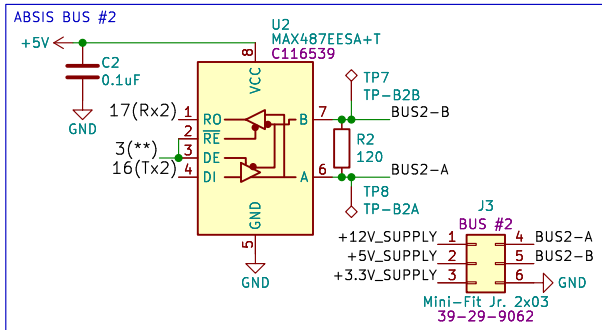 ABSIS BUS #2
+5V
C2
0.1uF
GND
U2
MAX487EESA+T
C116539
8
VCC
17(Rx2)
1
RO
2
RE
3(**)
3
DE
16(Tx2)
4
DI
B
7
A
6
GND
5
GND
TP7
TP-B2B
BUS2-B
R2
120
BUS2-A
TP8
TP-B2A
J3
BUS #2
+12V_SUPPLY
1
4
BUS2-A
+5V_SUPPLY
2
5
BUS2-B
+3.3V_SUPPLY
3
6
GND
Mini-Fit Jr. 2x03
39-29-9062